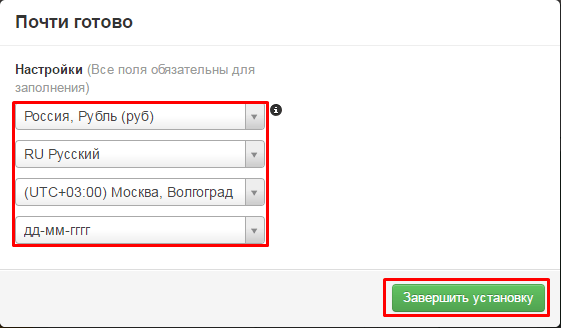 Почти готово
Настройки (Все поля обязательны для
заполнения)
Россия, Рубль (руб)
RU Русский
(UTC+03:00) Москва, Волгоград
дд-мм-гггг
Завершить установку